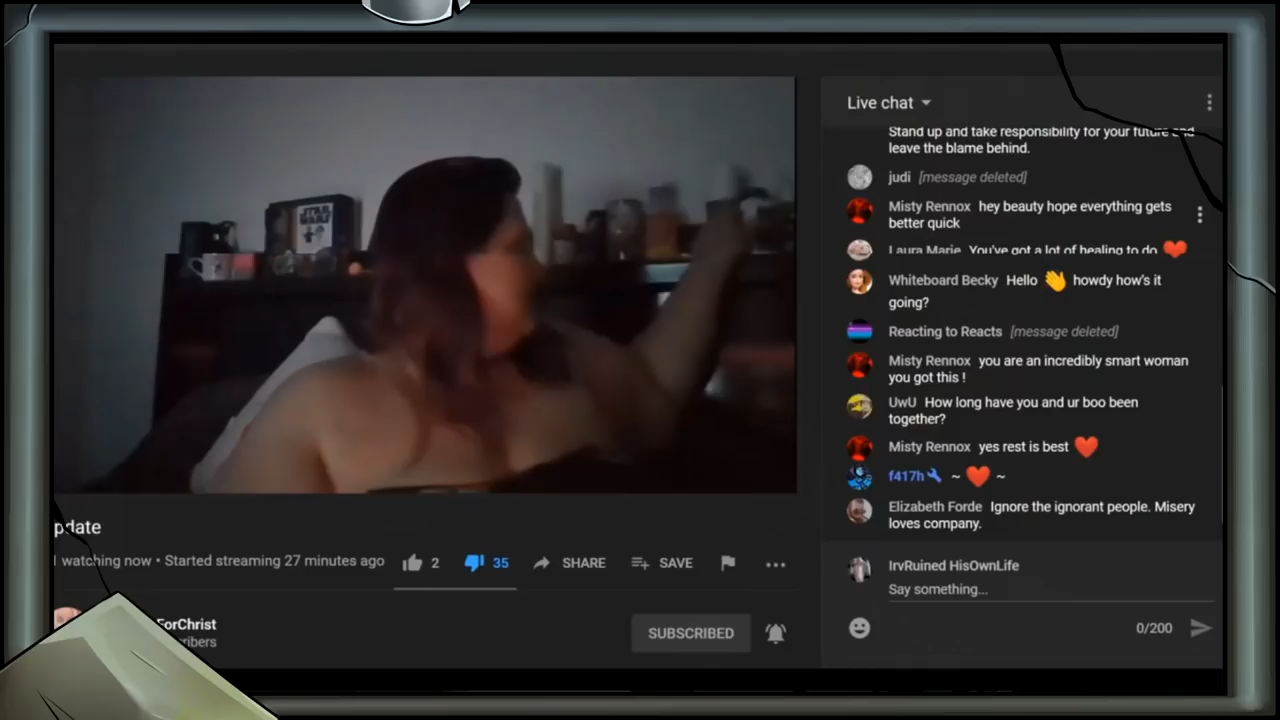 STAR
WARS
Live chat
Stand up and take responsibility for your future and
leave the blame behind.
judi [message deleted]
Misty Rennox hey beauty hope everything gets
better quick
Laura Marie You've got a lot of healing to do ❤️
Whiteboard Becky Hello 👋 howdy how's it
going?
Reacting to Reacts [message deleted]
Misty Rennox you are an incredibly smart woman
you got this !
UwU How long have you and ur boo been
together?
Misty Rennox yes rest is best ❤️
f417h ~ ❤️ ~
Elizabeth Forde Ignore the ignorant people. Misery
loves company.
IrvRuined HisOwnLife
Say something...
0/200
pdate
watching now • Started streaming 27 minutes ago
2
35
SHARE
SAVE
ForChrist
cribers
SUBSCRIBED